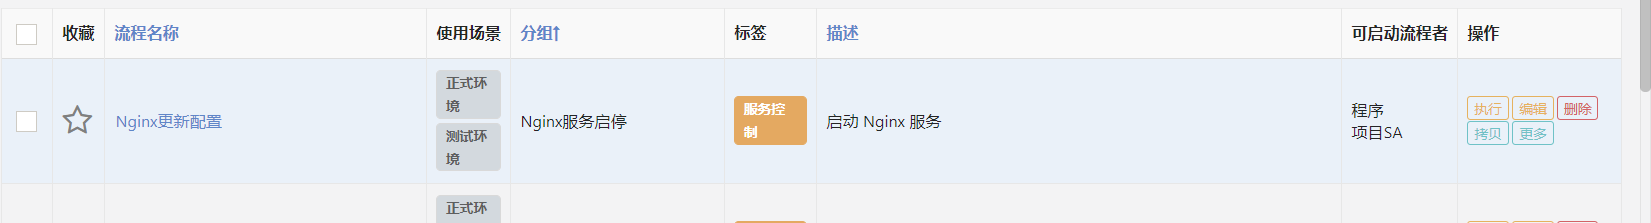 收藏 流程名称 使用场景 分组↑ 标签 描述 可启动流程者 操作
Nginx更新配置
正式环
境
测试环
境
Nginx服务启停
服务控
制
启动 Nginx 服务
程序
项目SA
执行 编辑 删除
拷贝 更多
正式环